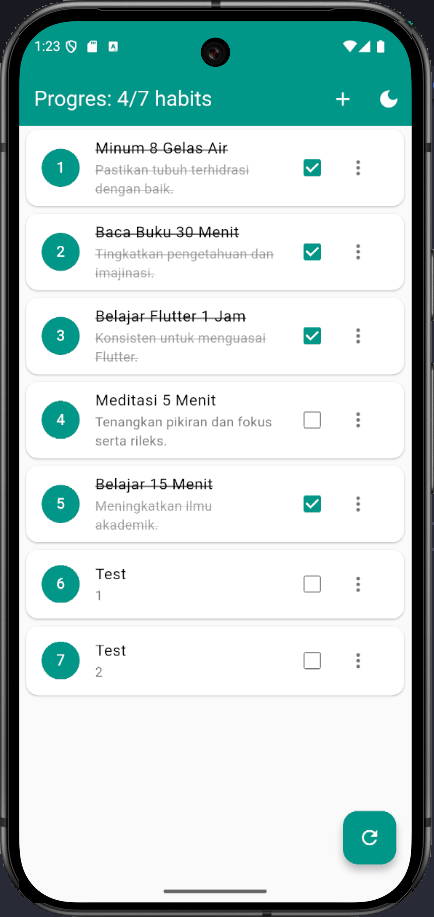 1:23
Progres: 4/7 habits
1
Minum 8 Gelas Air
Pastikan tubuh terhidrasi
dengan baik.
2
Baca Buku 30 Menit
Tingkatkan pengetahuan dan
imajinasi.
3
Belajar Flutter 1 Jam
Konsisten untuk menguasai
Flutter.
4
Meditasi 5 Menit
Tenangkan pikiran dan fokus
serta rileks.
5
Belajar 15 Menit
Meningkatkan ilmu
akademik.
6
Test
1
7
Test
2